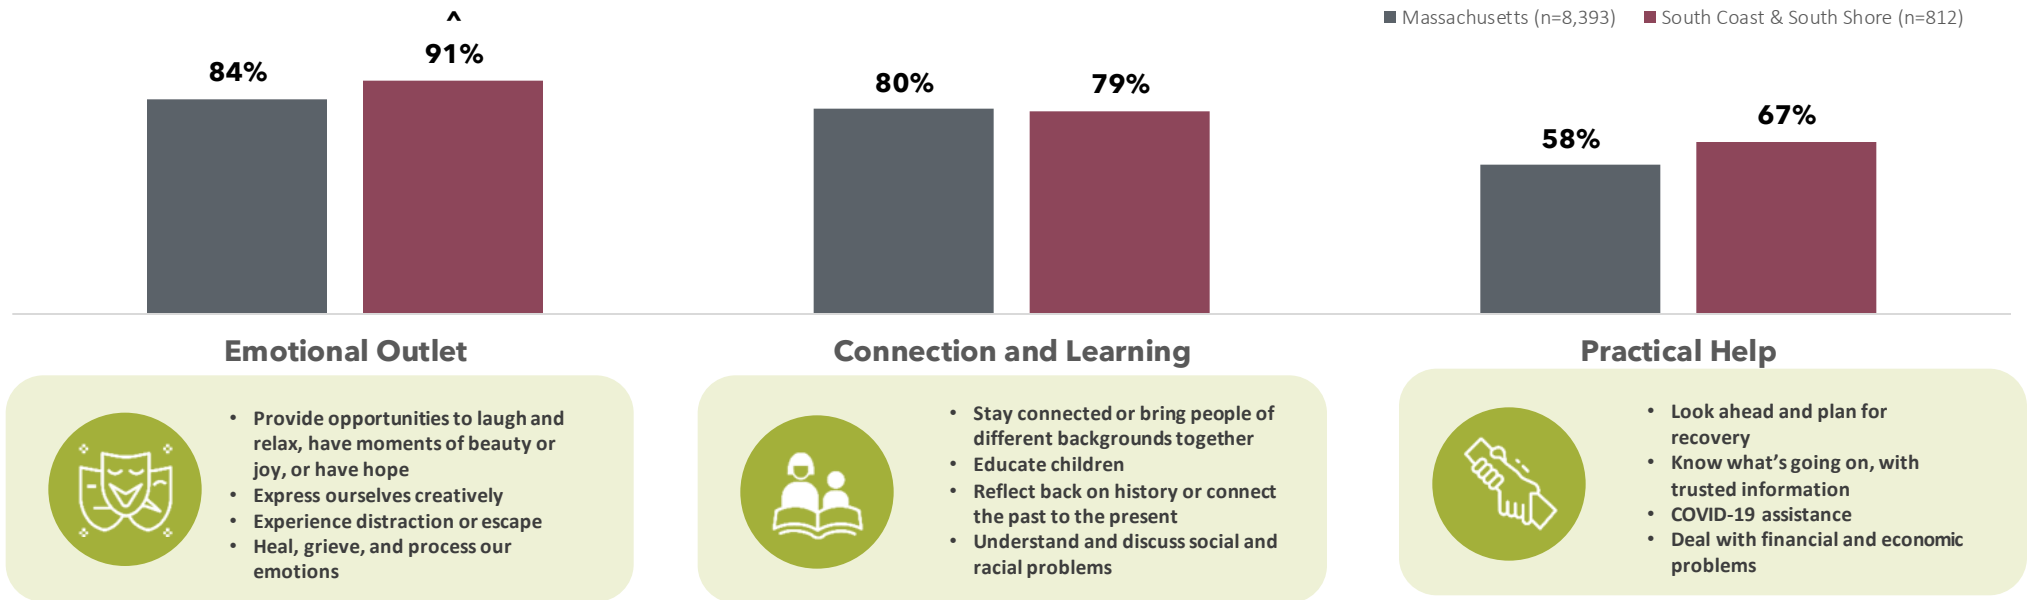 ^
Massachusetts (n=8,393)
South Coast & South Shore (n=812)
84%
91%
80%
79%
58%
67%
Emotional Outlet
• Provide opportunities to laugh and
relax, have moments of beauty or
joy, or have hope
• Express ourselves creatively
• Experience distraction or escape
• Heal, grieve, and process our
emotions
Connection and Learning
• Stay connected or bring people of
different backgrounds together
• Educate children
• Reflect back on history or connect
the past to the present
• Understand and discuss social and
racial problems
Practical Help
• Look ahead and plan for
recovery
• Know what's going on, with
trusted information
• COVID-19 assistance
• Deal with financial and economic
problems